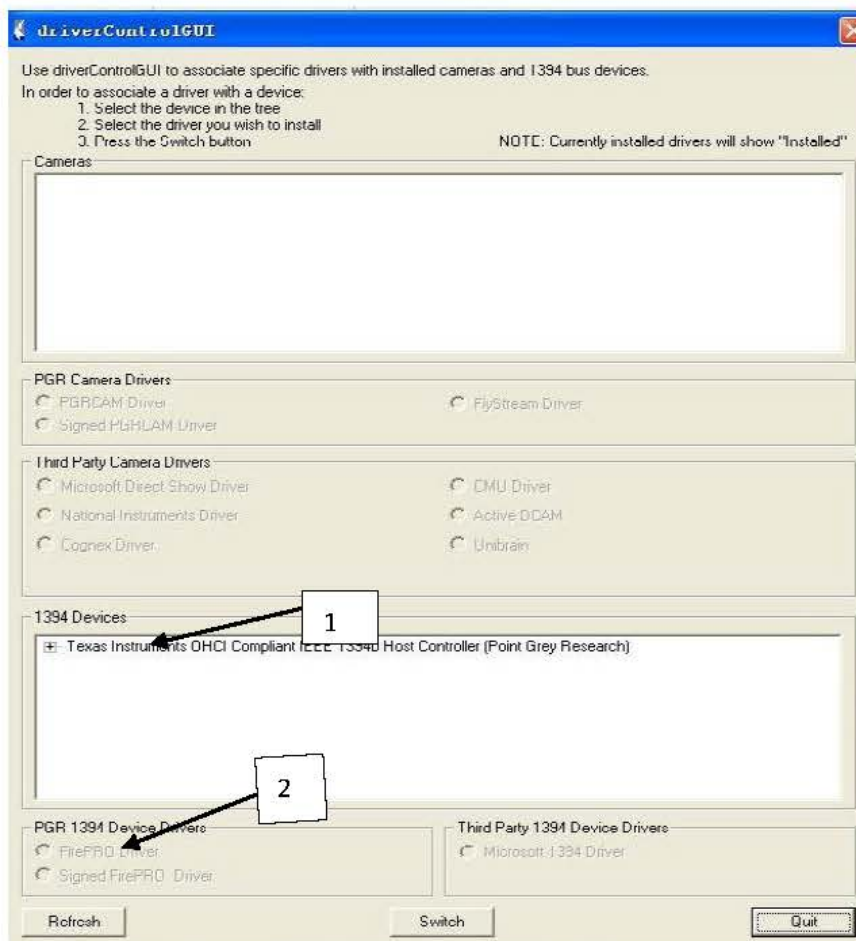 driverControlGUI
Use driverControlGUI to associate specific drivers with installed cameras and 1394 bus devices.
In order to associate a driver with a device:
1. Select the device in the tree
2. Select the driver you wish to install
3. Press the Switch button
NOTE: Currently installed drivers will show "Installed"
Cameras
PGR Camera Drivers
PGRCAM Driver
FlyStream Driver
Signed PGRCAM Driver
Third Party Camera Drivers
Microsoft Direct Show Driver
CMU Driver
National Instruments Driver
Active DCAM
Cognex Driver
Unibrain
1394 Devices
1
Texas Instruments OHCI Compliant IEEE 1394b Host Controller (Point Grey Research)
2
PGR 1394 Device Drivers
Third Party 1394 Device Drivers
FirePRO Driver
Microsoft 1394 Driver
Signed FirePRO Driver
Refresh
Switch
Quit